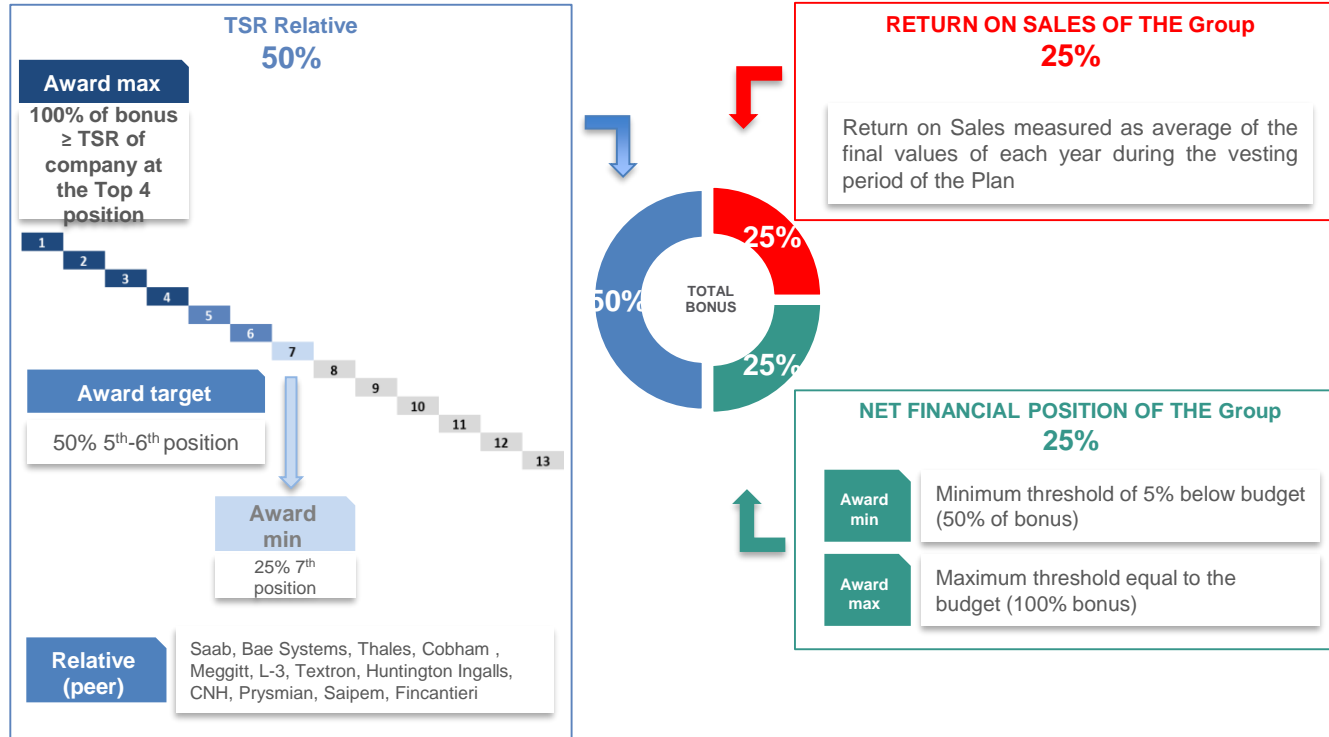 TSR Relative
50%
Award max
100% of bonus
≥ TSR of
company at
the Top 4
position
1
2
3
4
5
6
7
8
9
10
11
12
13
Award target
50% 5th-6th position
Award
min
25% 7th
position
Relative
(peer)
Saab, Bae Systems, Thales, Cobham ,
Meggitt, L-3, Textron, Huntington Ingalls,
CNH, Prysmian, Saipem, Fincantieri
50%
25%
25%
TOTAL
BONUS
RETURN ON SALES OF THE Group
25%
Return on Sales measured as average of the
final values of each year during the vesting
period of the Plan
NET FINANCIAL POSITION OF THE Group
25%
Award
min
Minimum threshold of 5% below budget
(50% of bonus)
Award
max
Maximum threshold equal to the
budget (100% bonus)